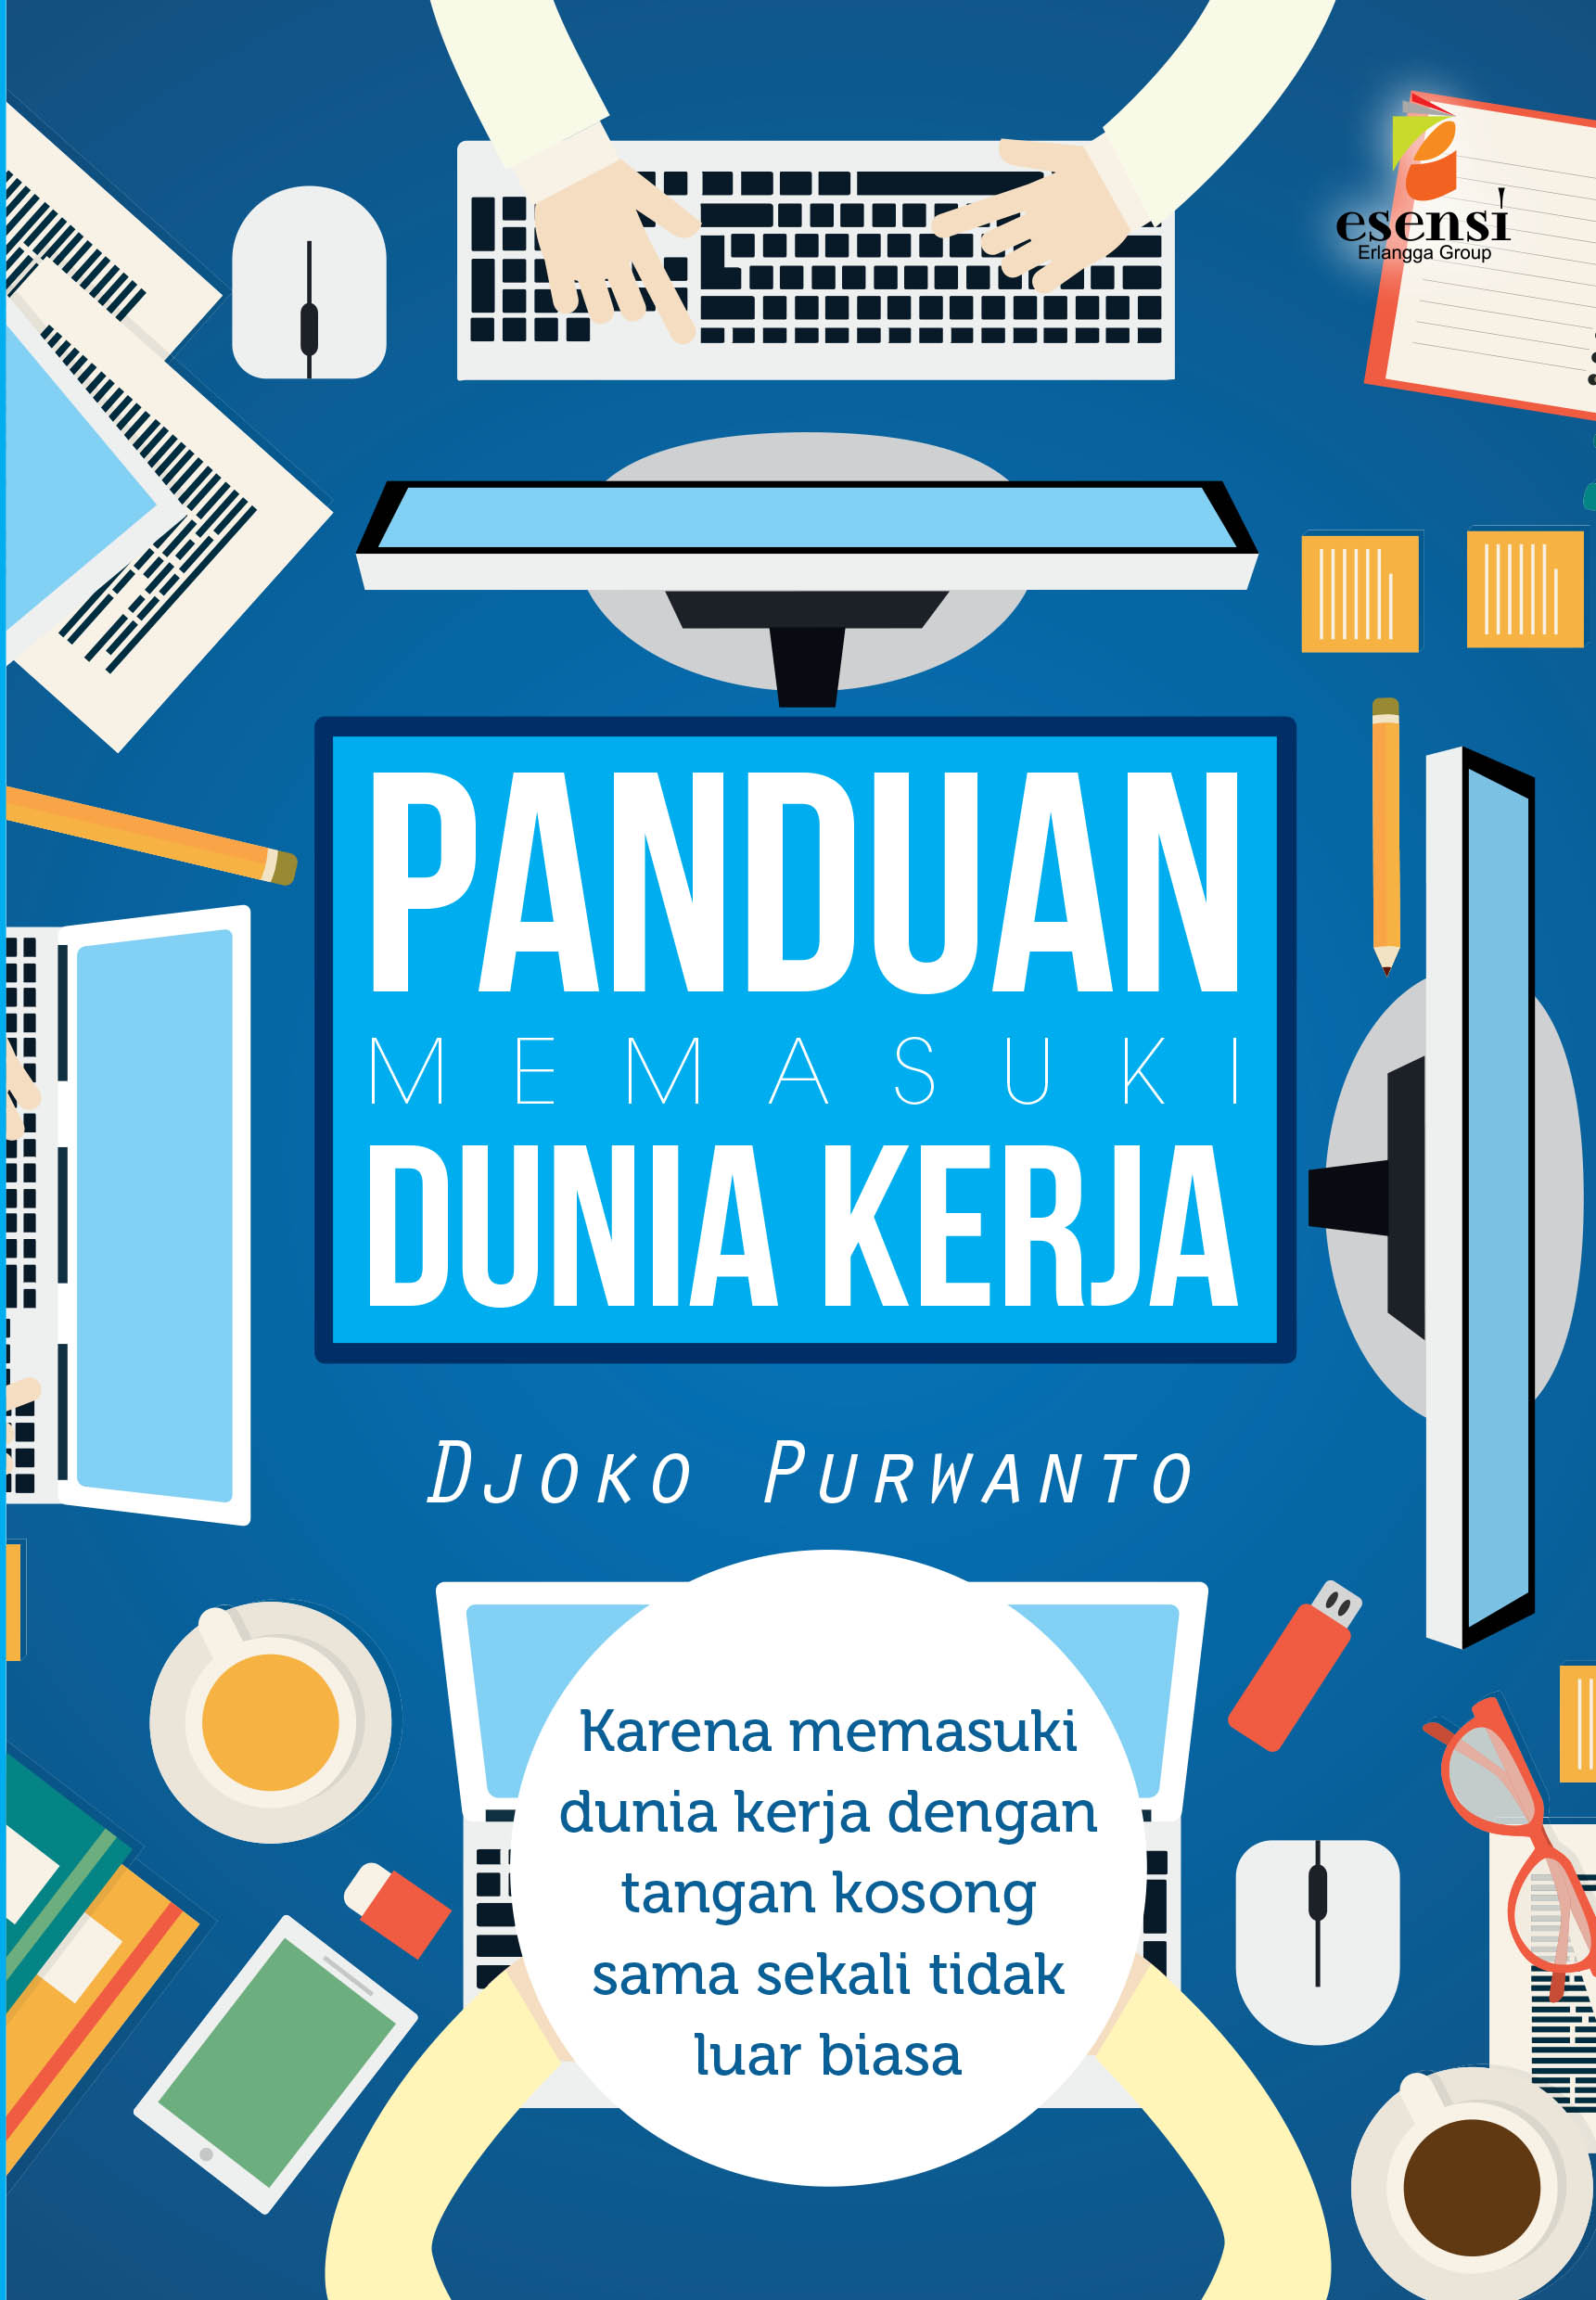 esensi
Erlangga Group
PANDUAN
MEMASUKI
DUNIA KERJA
DJOKO PURWANTO
Karena memasuki
dunia kerja dengan
tangan kosong
sama sekali tidak
luar biasa